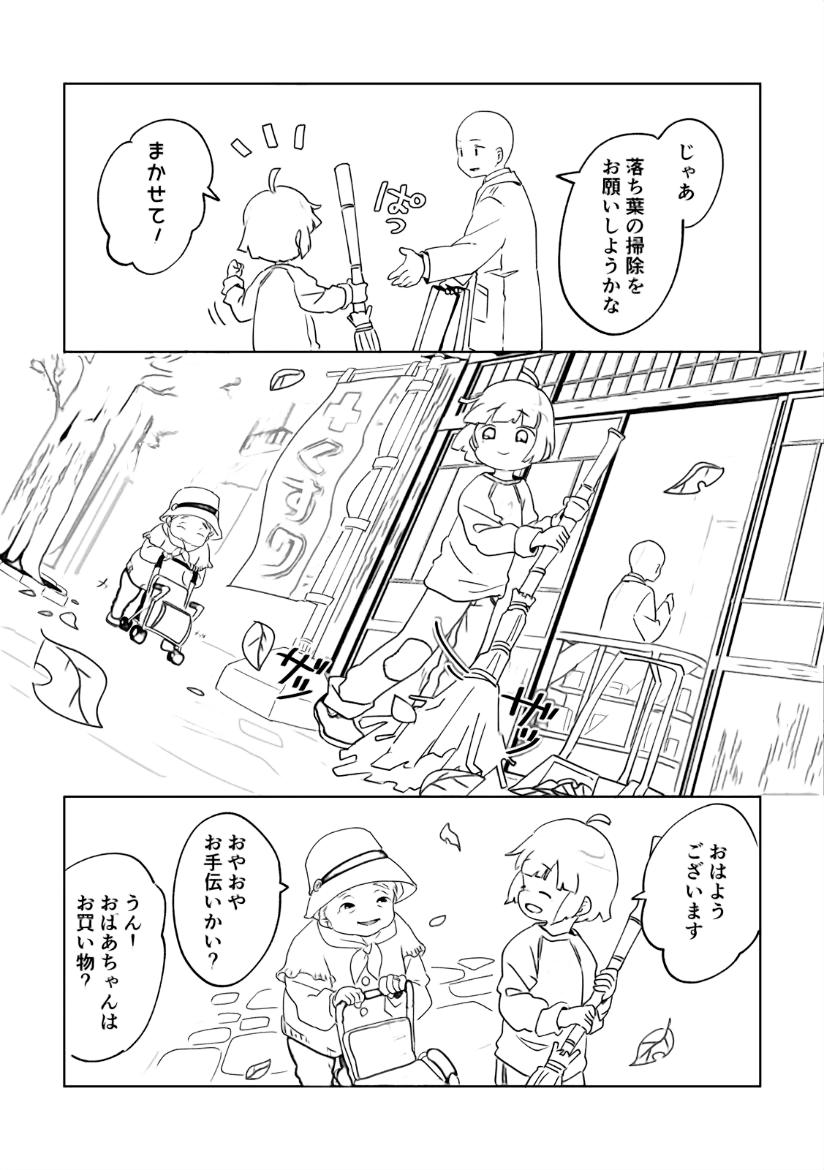 じゃあ
落ち葉の掃除を
お願いしようかな
ぱっ
まかせて!
くすり
ザッ
ザッ
おはよう
ございます
おやおや
お手伝いかい?
うん!
おばあちゃんは
お買い物?